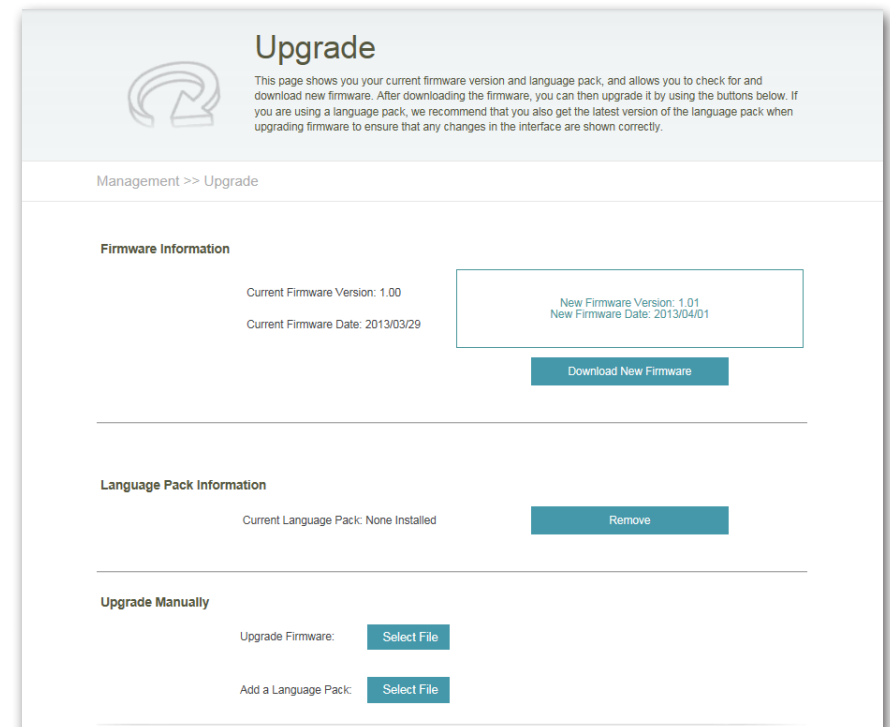 Upgrade
This page shows you your current firmware version and language pack, and allows you to check for and
download new firmware. After downloading the firmware, you can then upgrade it by using the buttons below. If
you are using a language pack, we recommend that you also get the latest version of the language pack when
upgrading firmware to ensure that any changes in the interface are shown correctly.
Management >> Upgrade
Firmware Information
Current Firmware Version: 1.00
New Firmware Version: 1.01
New Firmware Date: 2013/04/01
Current Firmware Date: 2013/03/29
Download New Firmware
Language Pack Information
Current Language Pack: None Installed
Remove
Upgrade Manually
Upgrade Firmware:
Select File
Add a Language Pack:
Select File